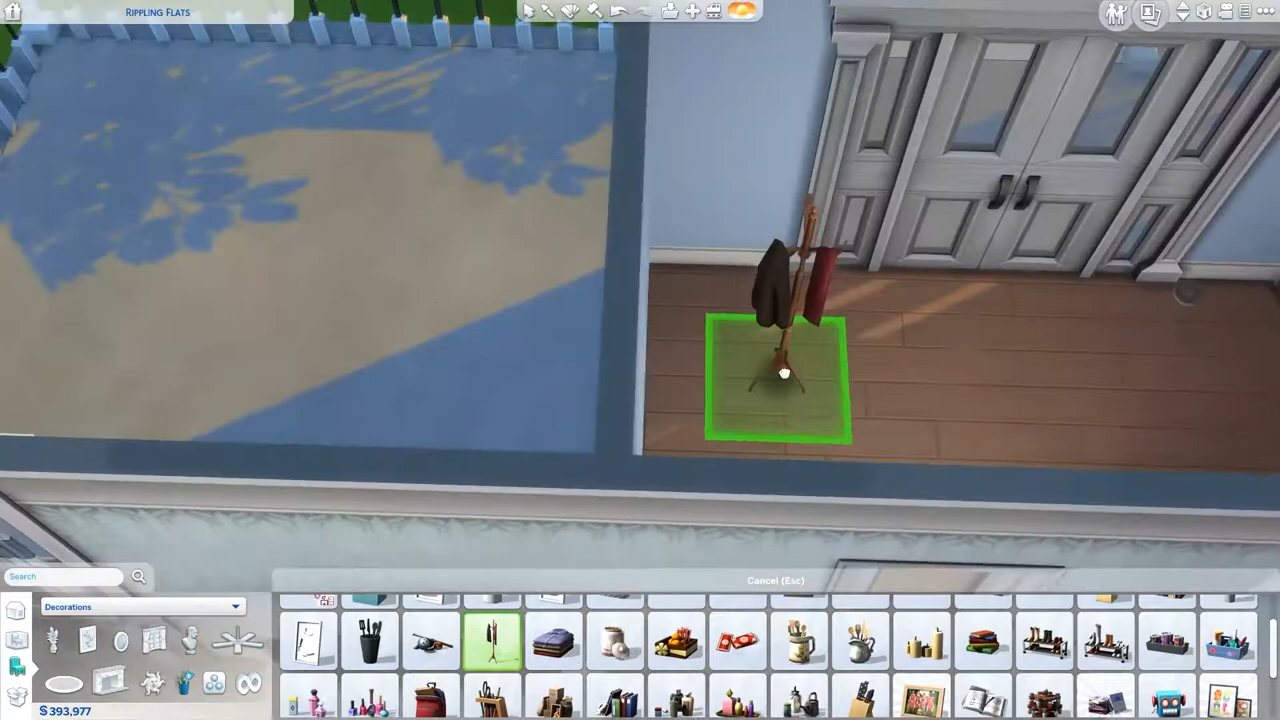 RIPPLING FLATS
Cancel (Esc)
Search
Decorations
§393,977